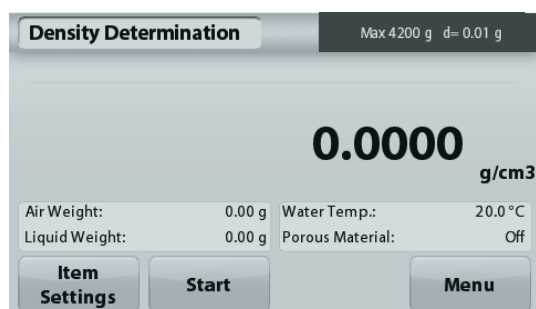 Density Determination
Max 4200 g d= 0.01 g
0.0000
g/cm3
Air Weight: 0.00 g Water Temp.: 20.0°C
Liquid Weight: 0.00 g Porous Material: Off
Item
Settings
Start
Menu